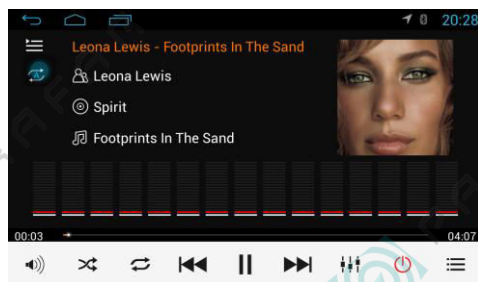 20:28
Leona Lewis - Footprints In The Sand
Leona Lewis
Spirit
Footprints In The Sand
00:03
04:07